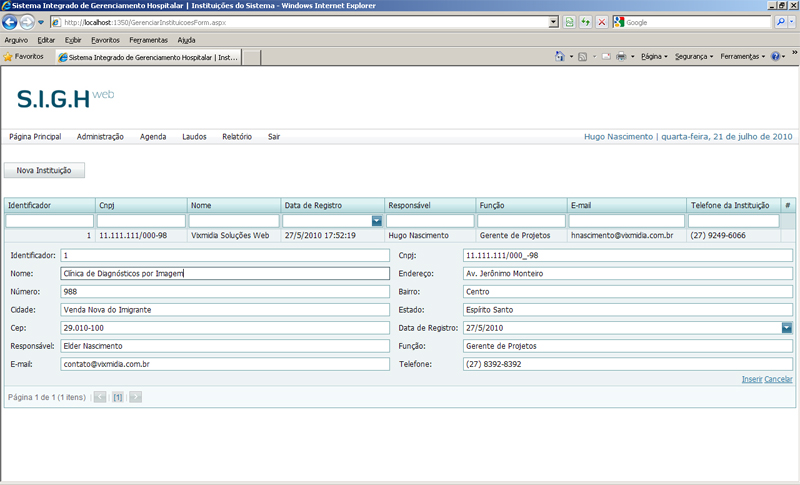 Sistema Integrado de Gerenciamento Hospitalar | Instituições do Sistema - Windows Internet Explorer
http://localhost:1350/GerenciarInstituicoesForm.aspx
Google
Arquivo Editar Exibir Favoritos Ferramentas Ajuda
Favoritos Sistema Integrado de Gerenciamento Hospitalar | Inst... Página Segurança Ferramentas
S.I.G.H web
Página Principal Administração Agenda Laudos Relatório Sair Hugo Nascimento | quarta-feira, 21 de julho de 2010
Nova Instituição
Identificador Cnpj Nome Data de Registro Responsável Função E-mail Telefone da Instituição #
1 11.111.111/000-98 Vixmidia Soluções Web 27/5/2010 17:52:19 Hugo Nascimento Gerente de Projetos hnascimento@vixmidia.com.br (27) 9249-6066
Identificador: 1 Cnpj: 11.111.111/000_-98
Nome: Clínica de Diagnósticos por Imagem Endereço: Av. Jerônimo Monteiro
Número: 988 Bairro: Centro
Cidade: Venda Nova do Imigrante Estado: Espírito Santo
Cep: 29.010-100 Data de Registro: 27/5/2010
Responsável: Elder Nascimento Função: Gerente de Projetos
E-mail: contato@vixmidia.com.br Telefone: (27) 8392-8392
Inserir Cancelar
Página 1 de 1 (1 itens) < [1] >